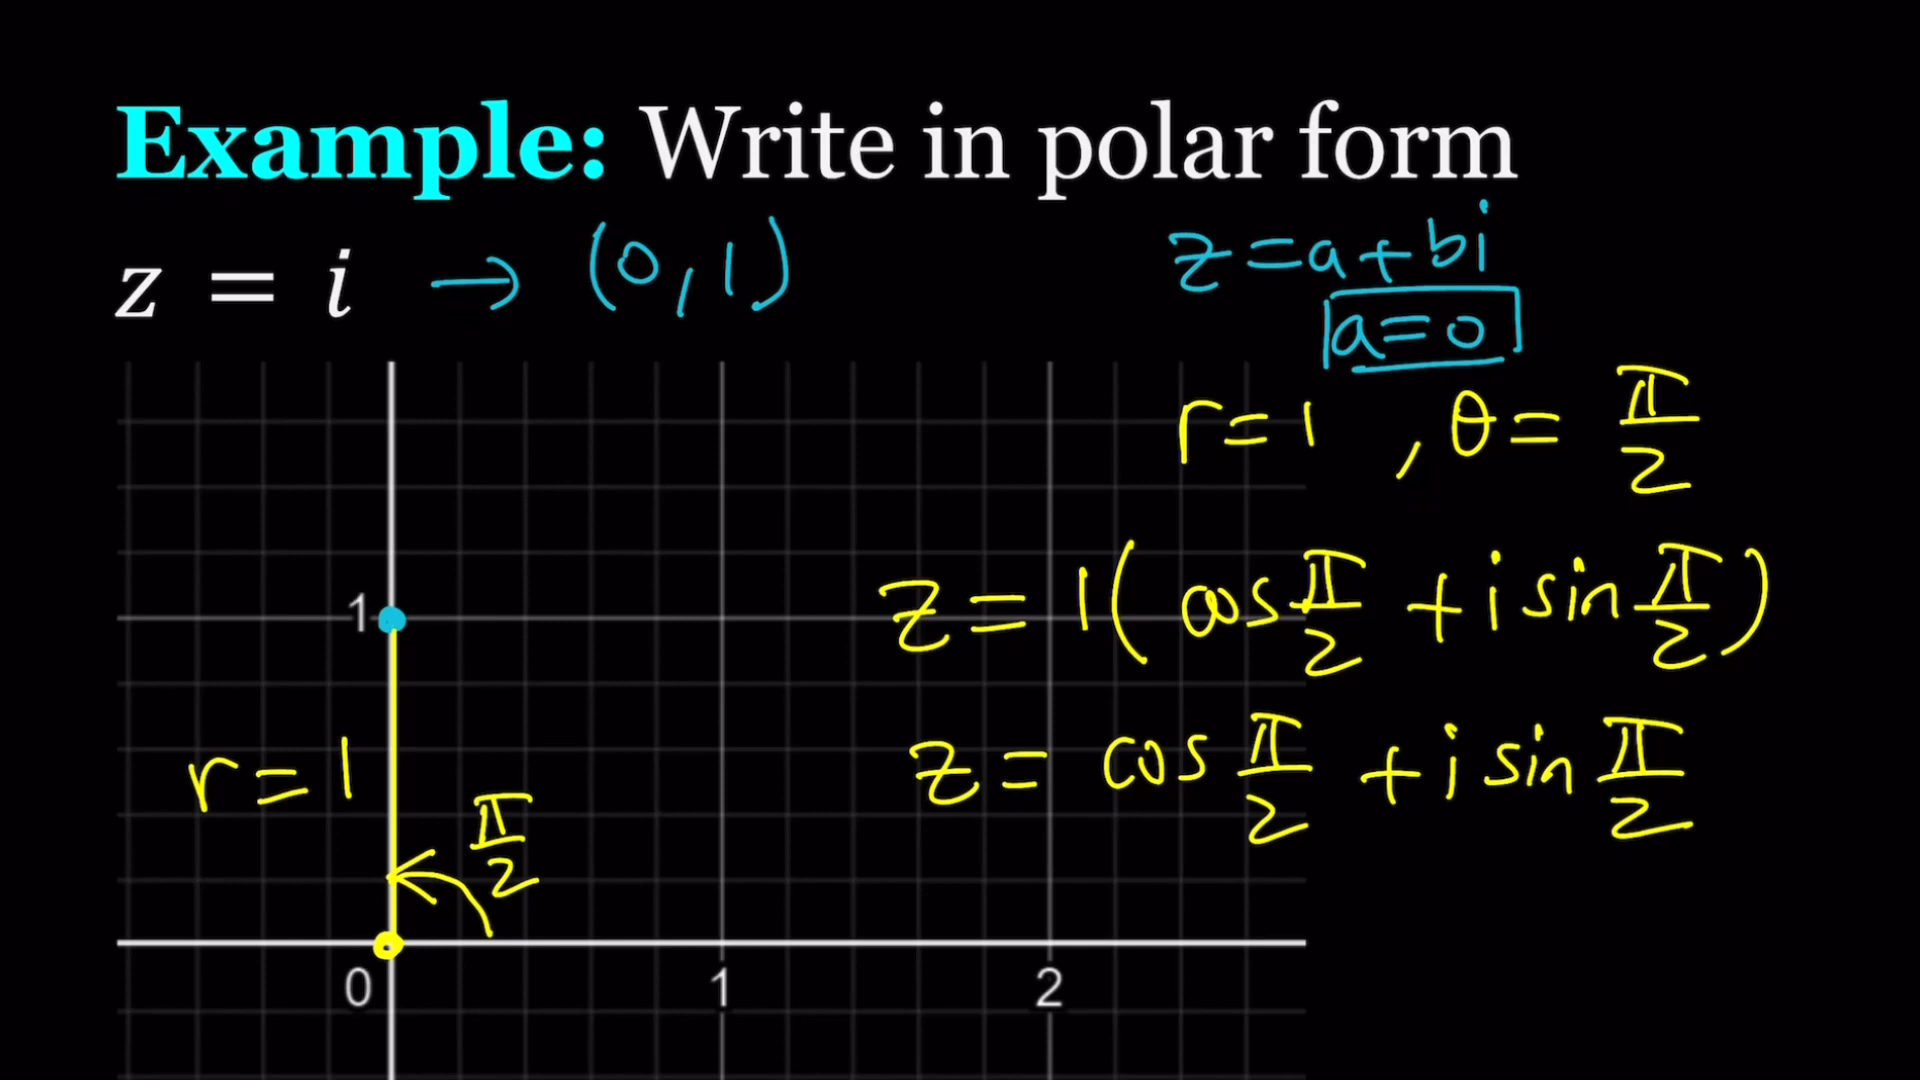 Example: Write in polar form
z = i → (0,1)
z=a+bi
a=0
r=1 , θ= π/2
1
z=1(cos π/2 +i sin π/2)
r=1
z= cos π/2 +i sin π/2
π/2
0 1 2